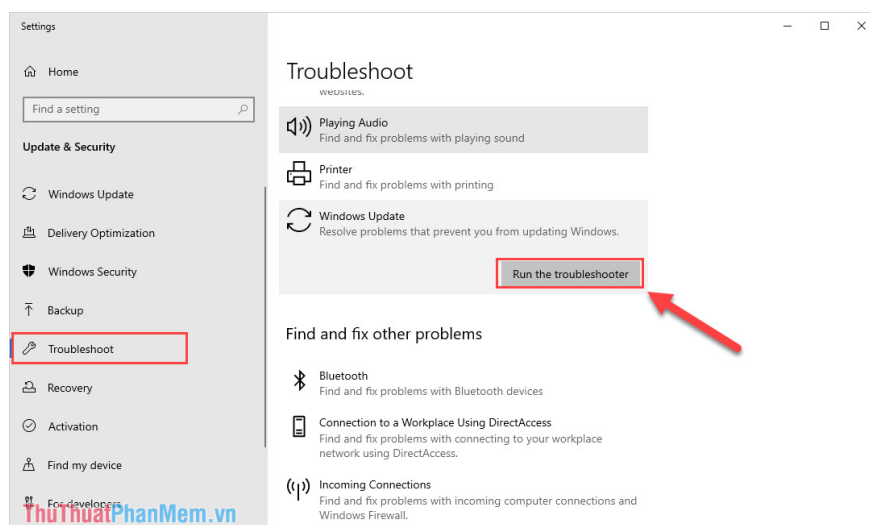 Settings
Home
Find a setting
Update & Security
Windows Update
Delivery Optimization
Windows Security
Backup
Troubleshoot
Recovery
Activation
Find my device
For developers
ThuThuatPhanMem.vn
Troubleshoot
websites.
Playing Audio
Find and fix problems with playing sound
Printer
Find and fix problems with printing
Windows Update
Resolve problems that prevent you from updating Windows.
Run the troubleshooter
Find and fix other problems
Bluetooth
Find and fix problems with Bluetooth devices
Connection to a Workplace Using DirectAccess
Find and fix problems with connecting to your workplace
network using DirectAccess.
Incoming Connections
Find and fix problems with incoming computer connections and
Windows Firewall.